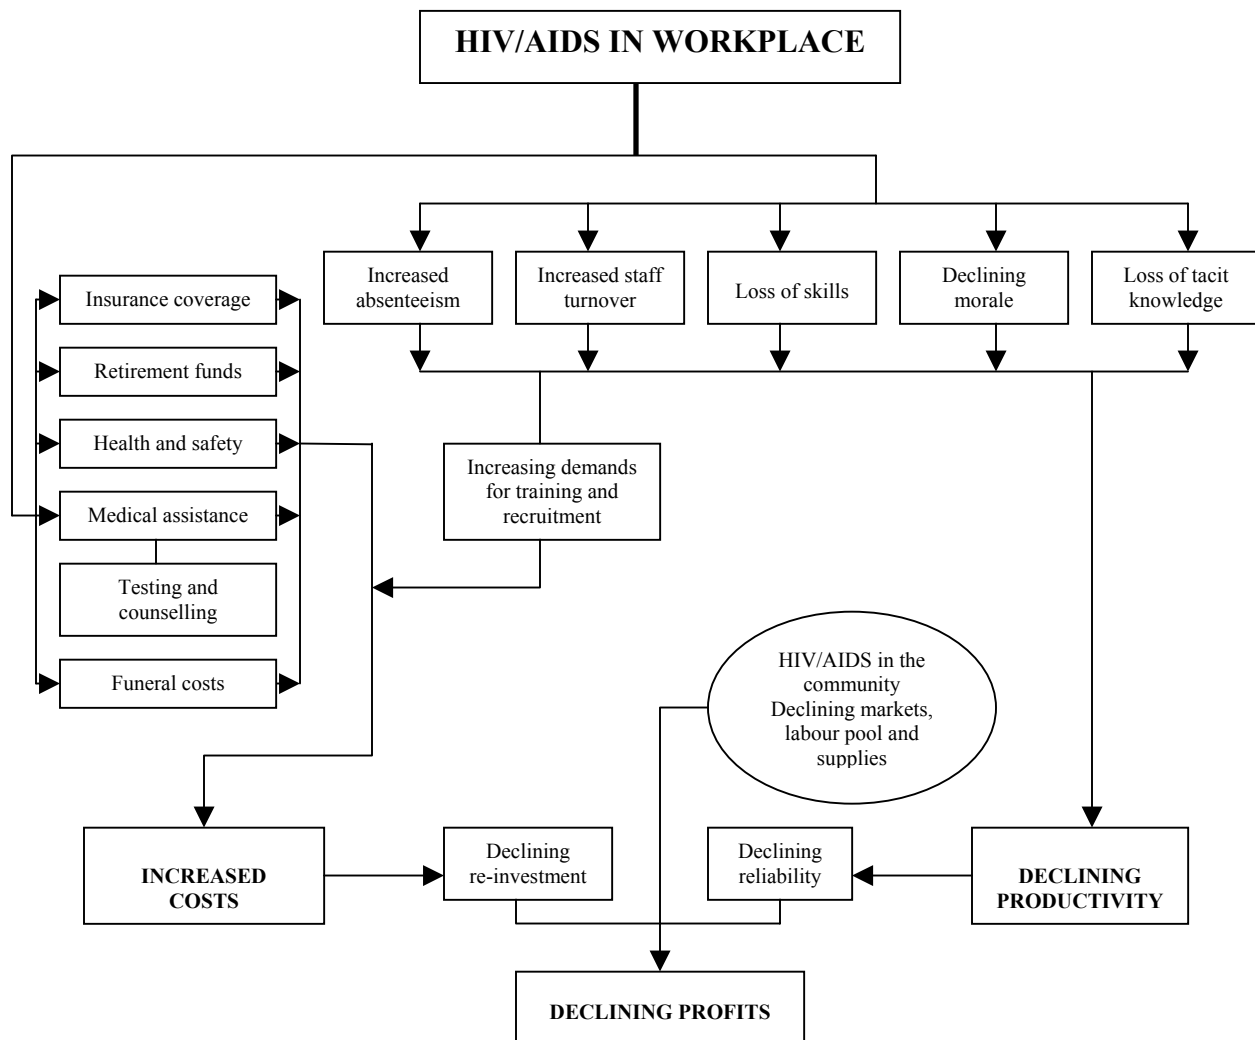 HIV/AIDS IN WORKPLACE
Increased
absenteeism
Increased staff
turnover
Loss of skills
Declining
morale
Loss of tacit
knowledge
Insurance coverage
Retirement funds
Health and safety
Medical assistance
Testing and
counselling
Funeral costs
Increasing demands
for training and
recruitment
HIV/AIDS in the
community
Declining markets,
labour pool and
supplies
INCREASED
COSTS
Declining
re-investment
Declining
reliability
DECLINING
PRODUCTIVITY
DECLINING PROFITS